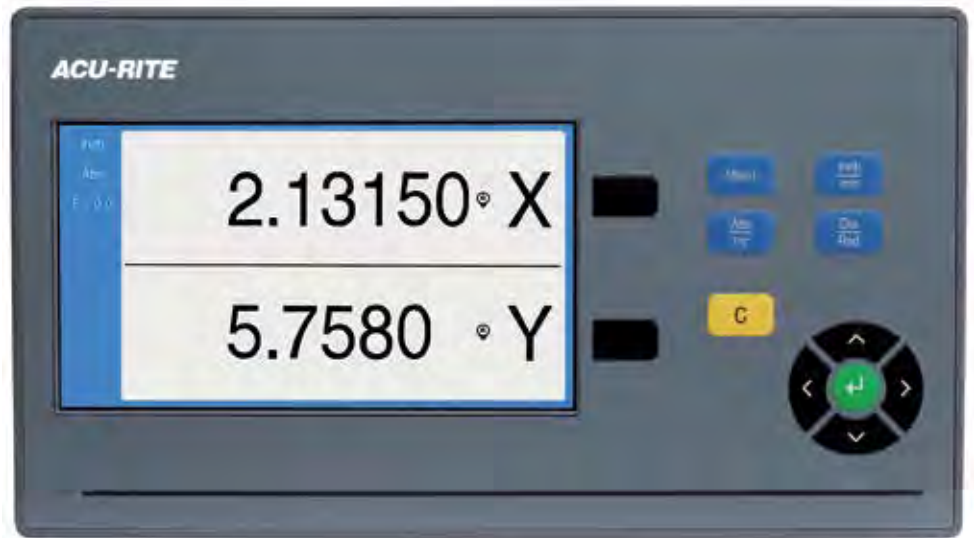 ACU-RITE
Inch
Abs
2.13150 X
5.7580 Y
Menu
Inch
mm
Abs
Inc
Dia
Rad
C